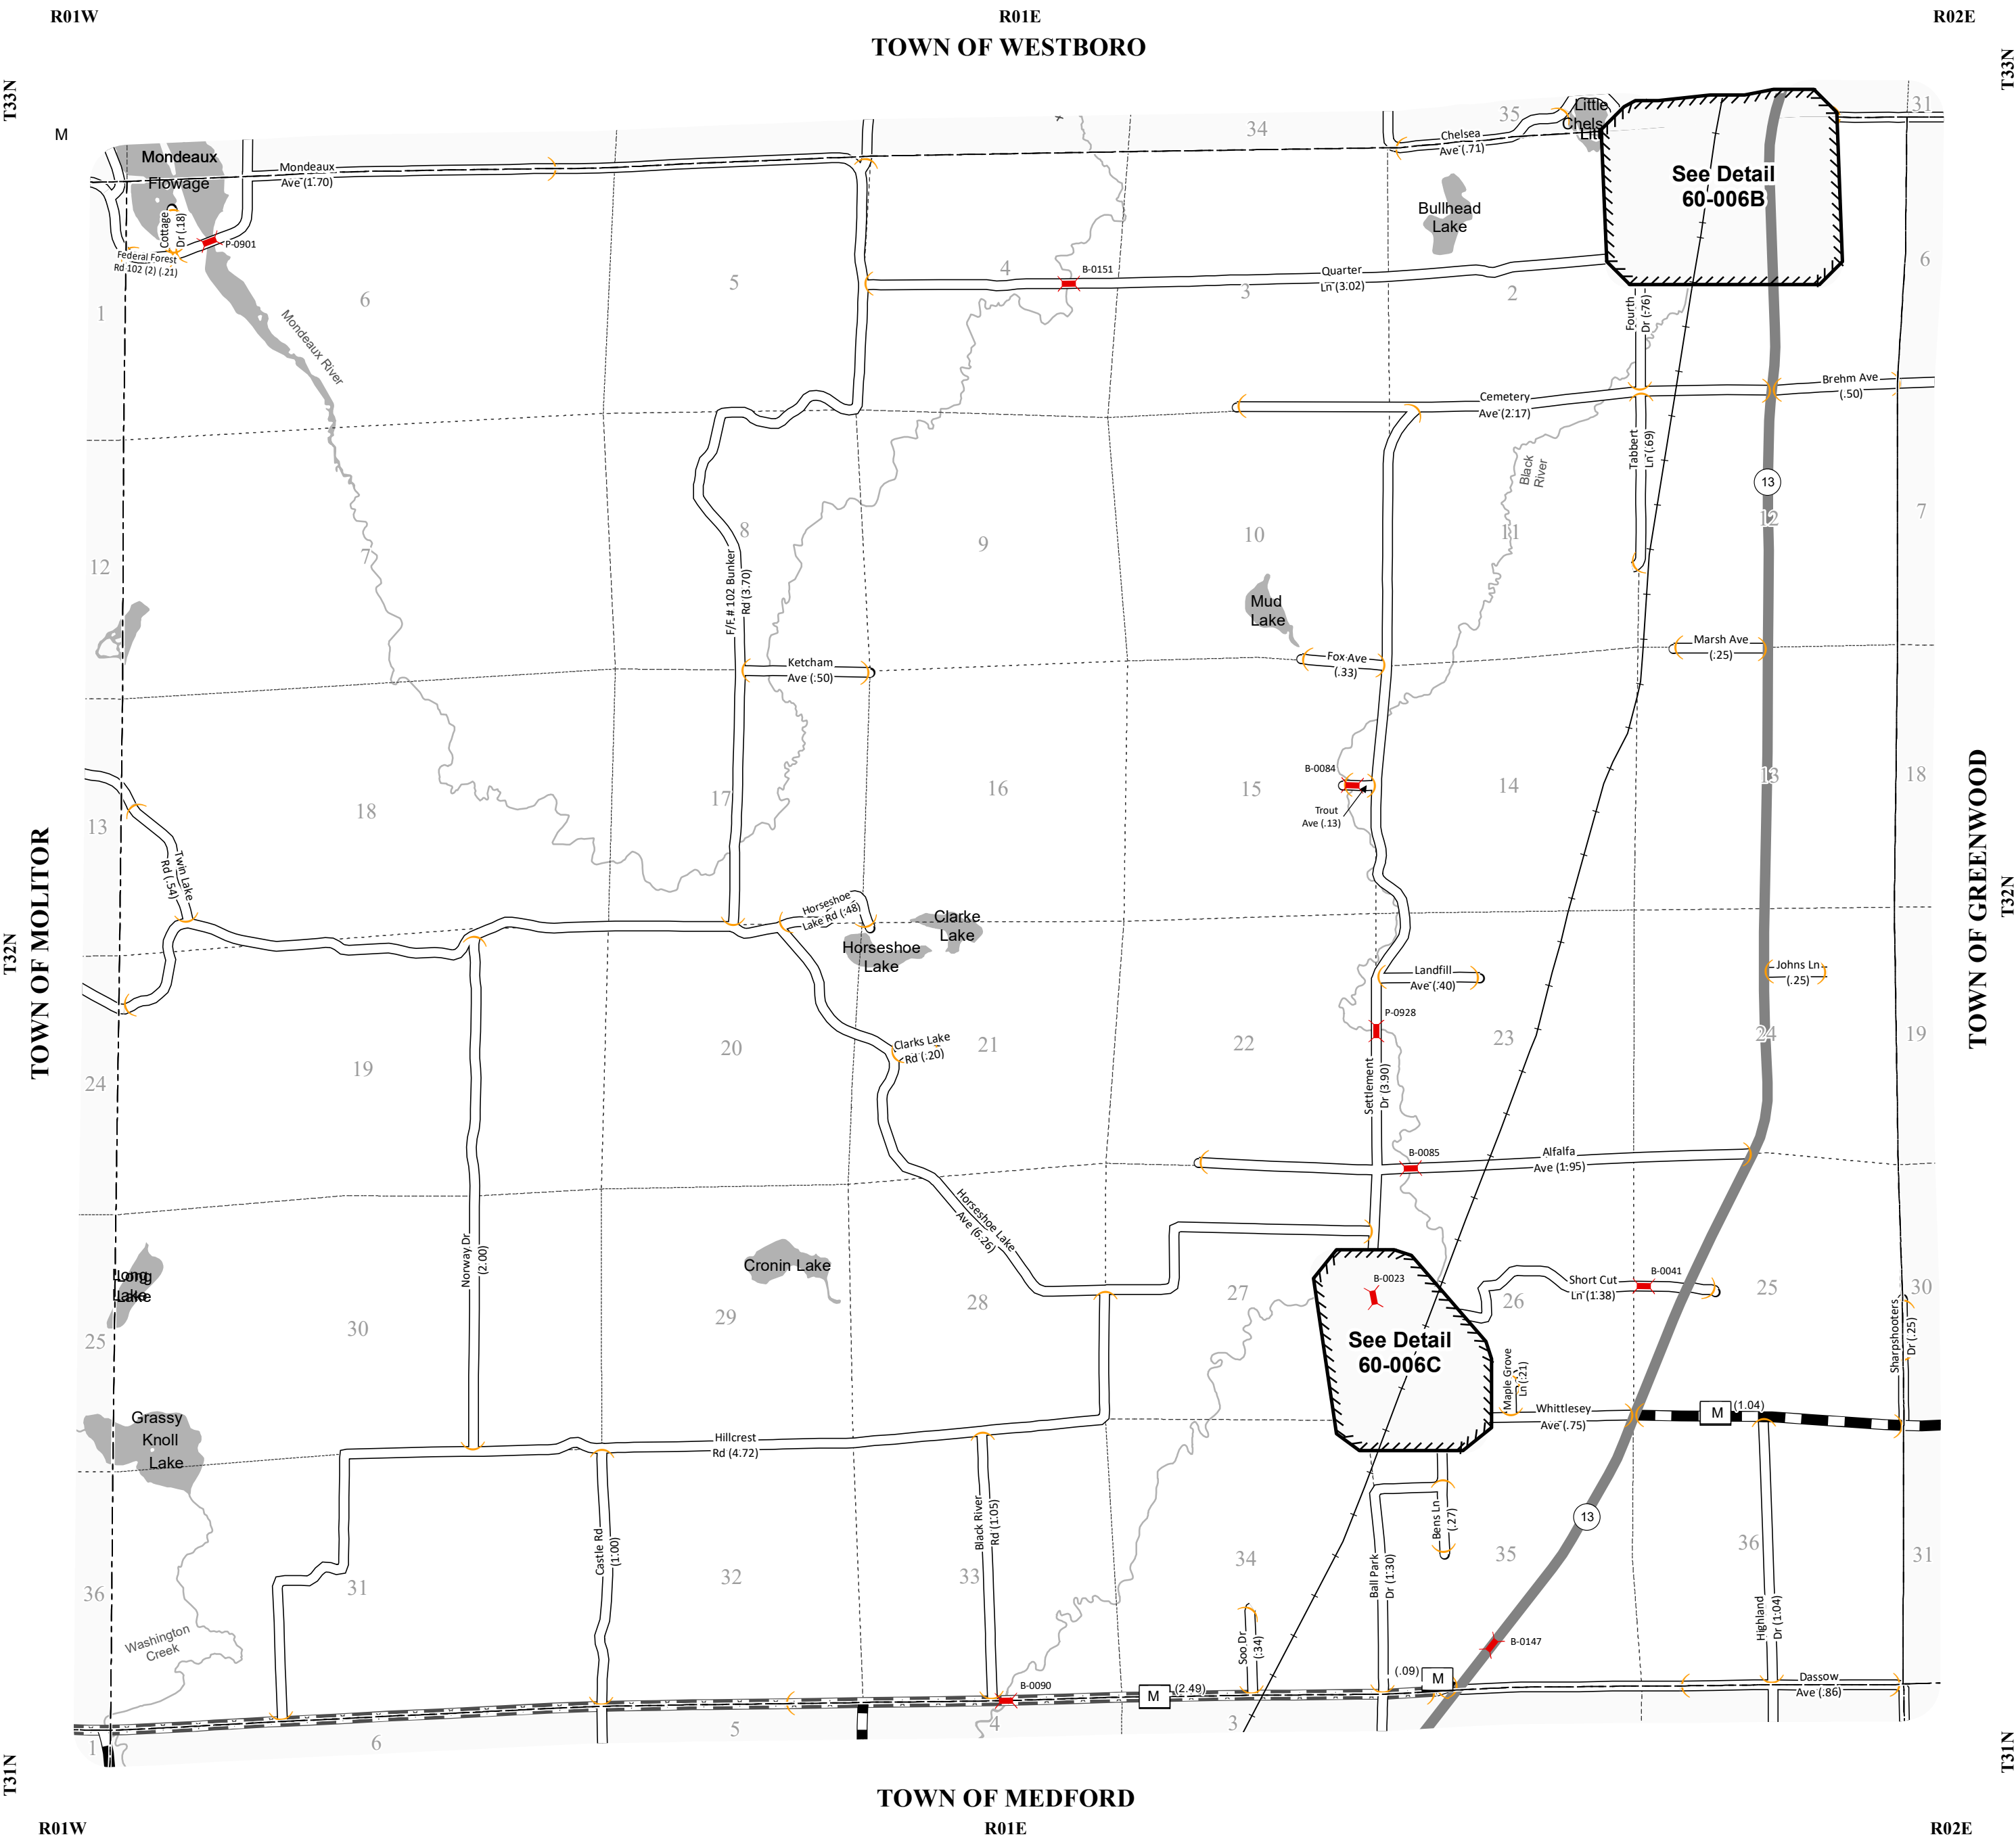 R01W
R01E
R02E
TOWN OF WESTBORO
T33N
T33N
M
Mondeaux
Flowage
Mondeaux
Ave (1.70)
34
35
Chelsea
Ave (.71)
Little
Chels
Litt
31
See Detail
60-006B
Cottage
Dr (.18)
P-0901
Federal Forest
Rd 102 (2) (.21)
Bullhead
Lake
1
6
5
4
B-0151
3
Quarter
Ln (3.02)
2
6
Mondeaux River
Fourth
Dr (.76)
Cemetery
Ave (2.17)
Brehm Ave
(.50)
Tabbert
Ln (.69)
Black
River
13
12
7
8
9
10
11
12
7
F/F # 102 Bunker
Rd (3.70)
Mud
Lake
Ketcham
Ave (.50)
Fox Ave
(.33)
Marsh Ave
(.25)
13
18
17
16
15
B-0084
Trout
Ave (.13)
14
13
18
TOWN OF MOLITOR
TOWN OF GREENWOOD
T32N
T32N
Twin Lake
Rd (.54)
Horseshoe
Lake Rd (.48)
Clarke
Lake
Horseshoe
Lake
Landfill
Ave (.40)
Johns Ln
(.25)
P-0928
24
19
20
Clarks Lake
Rd (.20)
21
22
23
24
19
Settlement
Dr (3.90)
B-0085
Alfalfa
Ave (1.95)
Norway Dr
(2.00)
Horseshoe Lake
Ave (6.26)
Long
Lake
Long
Lake
Cronin Lake
B-0023
B-0041
Short Cut
Ln (1.38)
25
30
29
28
27
26
25
30
See Detail
60-006C
Sharpshooters
Dr (.25)
Maple Grove
Ln (.21)
Grassy
Knoll
Lake
Hillcrest
Rd (4.72)
Whittlesey
Ave (.75)
M
(1.04)
Black River
Rd (1.05)
Castle Rd
(1.00)
Bens Ln
(.27)
13
36
31
32
33
34
35
36
31
Ball Park
Dr (1.30)
Highland
Dr (1.04)
Washington
Creek
Soo Dr
(.34)
B-0147
B-0090
M
(2.49)
(.09)
M
Dassow
Ave (.86)
1
6
5
4
3
T31N
T31N
TOWN OF MEDFORD
R01W
R01E
R02E